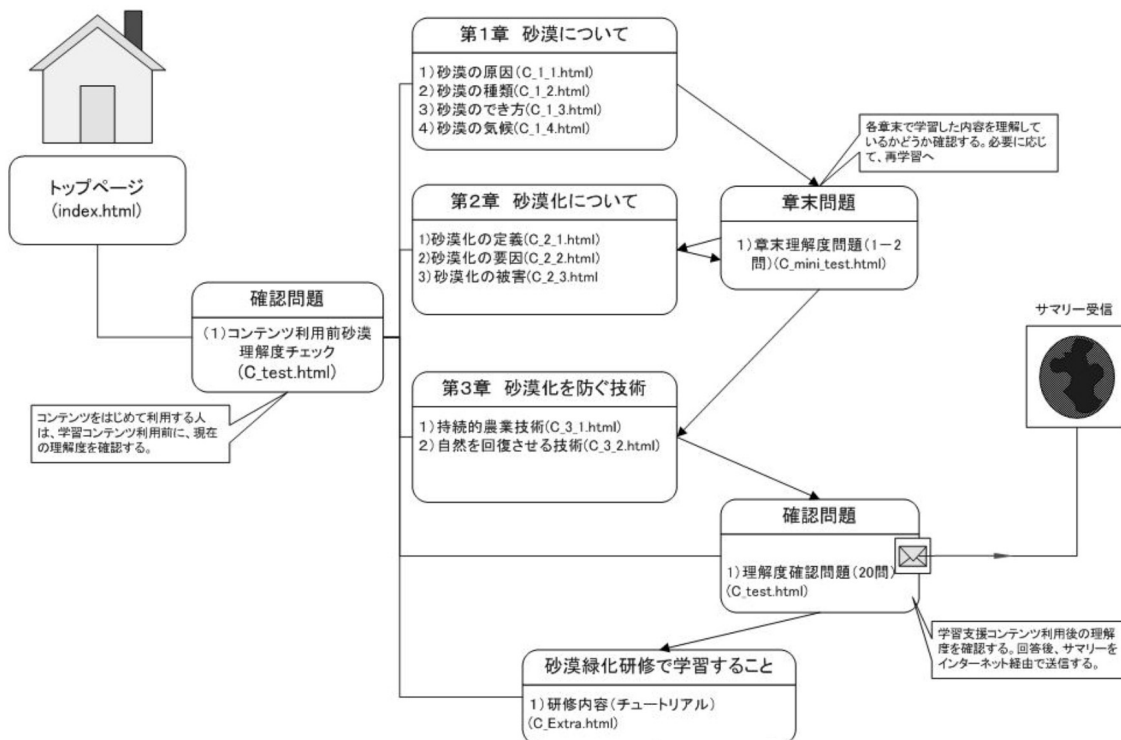 トップページ
(index.html)
確認問題
(1)コンテンツ利用前砂漠
理解度チェック
(C_test.html)
コンテンツをはじめて利用する人
は、学習コンテンツ利用前に、現在
の理解度を確認する。
第1章 砂漠について
1)砂漠の原因(C_1_1.html)
2)砂漠の種類(C_1_2.html)
3)砂漠のでき方(C_1_3.html)
4)砂漠の気候(C_1_4.html)
第2章 砂漠化について
1)砂漠化の定義(C_2_1.html)
2)砂漠化の要因(C_2_2.html)
3)砂漠化の被害(C_2_3.html
第3章 砂漠化を防ぐ技術
1)持続的農業技術(C_3_1.html)
2)自然を回復させる技術(C_3_2.html)
各章末で学習した内容を理解して
いるかどうか確認する。必要に応じ
て、再学習へ
章末問題
1)章末理解度問題(1-2
問)(C_mini_test.html)
サマリー受信
確認問題
1)理解度確認問題(20問)
(C_test.html)
学習支援コンテンツ利用後の理解
度を確認する。回答後、サマリーを
インターネット経由で送信する。
砂漠緑化研修で学習すること
1)研修内容(チュートリアル)
(C_Extra.html)